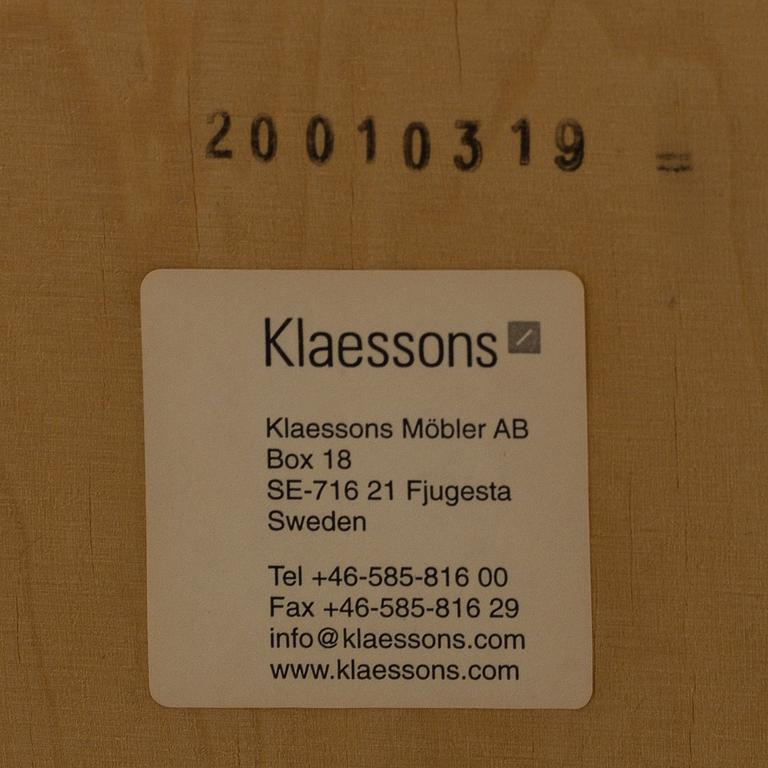 20010319 =
Klaessons
Klaessons Möbler AB
Box 18
SE-716 21 Fjugesta
Sweden
Tel +46-585-816 00
Fax +46-585-816 29
info@klaessons.com
www.klaessons.com